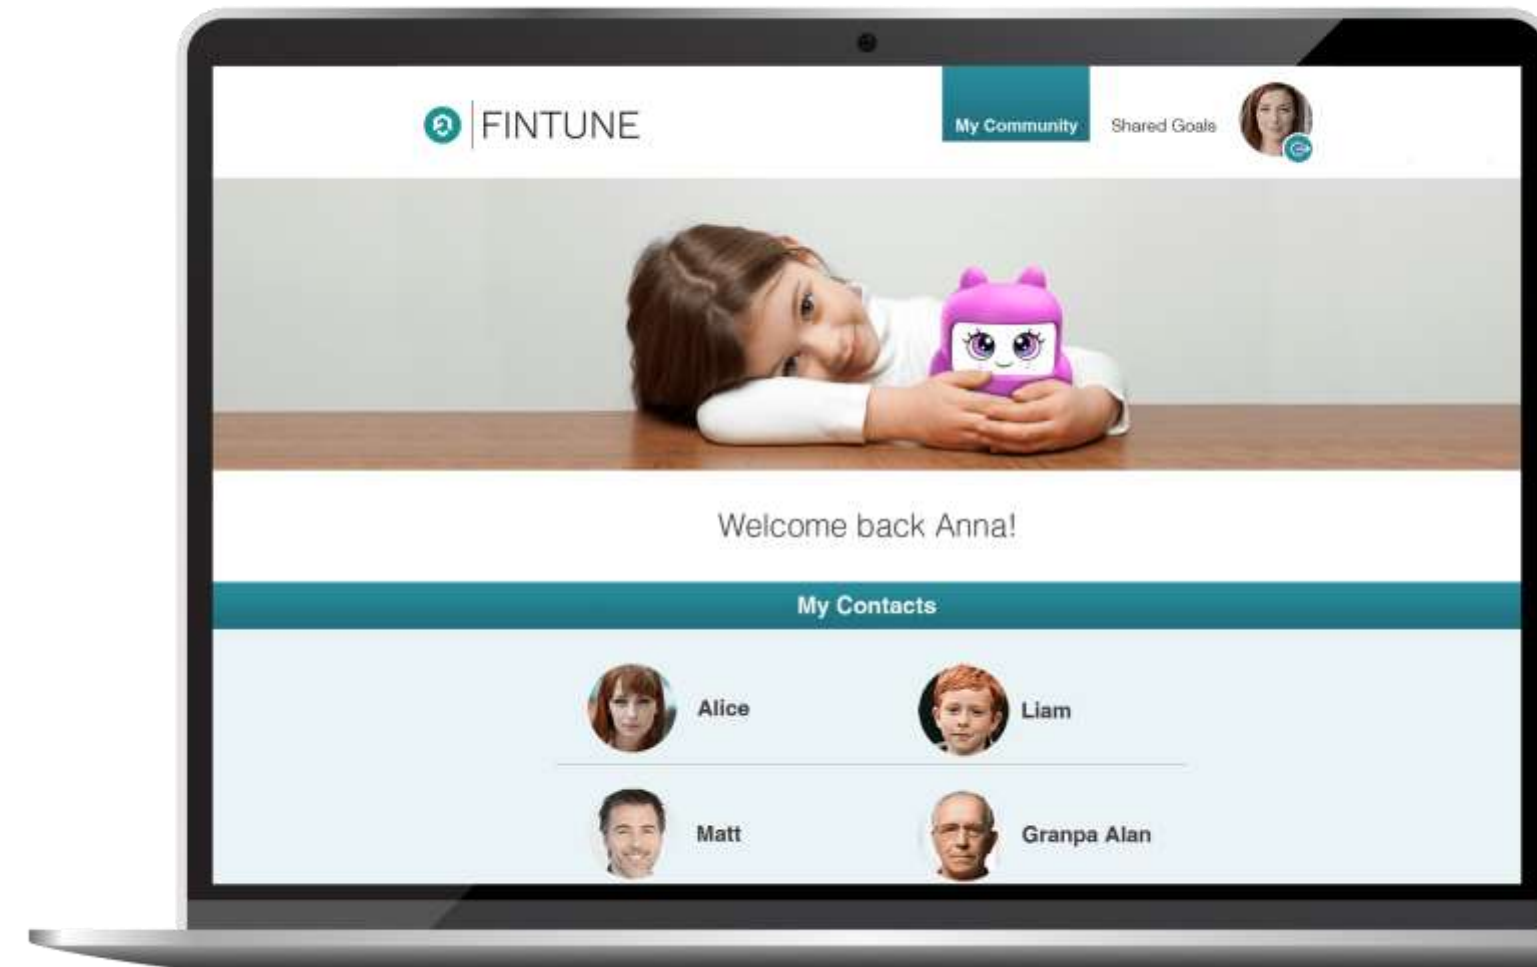 FINTUNE
My Community
Shared Goals
Welcome back Anna!
My Contacts
Alice
Liam
Matt
Granpa Alan